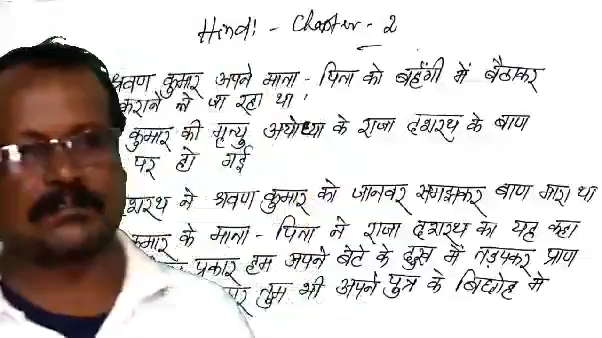 Hindi - Chapter - 2
श्रवण कुमार अपने माता - पिता को बहंगी में बैठाकर
कराने ले जा रहा था।
कुमार की मृत्यु अयोध्या के राजा दशरथ के बाण
पर हो गई
दशरथ ने श्रवण कुमार को जानवर समझकर बाण मारा था
कुमार के माता - पिता ने राजा दशरथ को यह कहा
प्रकार हम अपने बेटे के दुख में तड़पकर प्राण
तुम भी अपने पुत्र के बियोह में